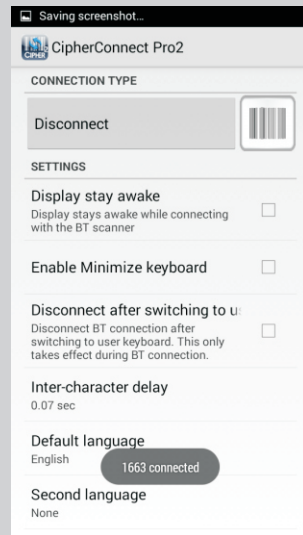 Saving screenshot...
CIPHER
CipherConnect Pro2
CONNECTION TYPE
Disconnect
SETTINGS
Display stay awake
Display stays awake while connecting
with the BT scanner
Enable Minimize keyboard
Disconnect after switching to u
Disconnect BT connection after
switching to user keyboard. This only
takes effect during BT connection.
Inter-character delay
0.07 sec
Default language
English
1663 connected
Second language
None